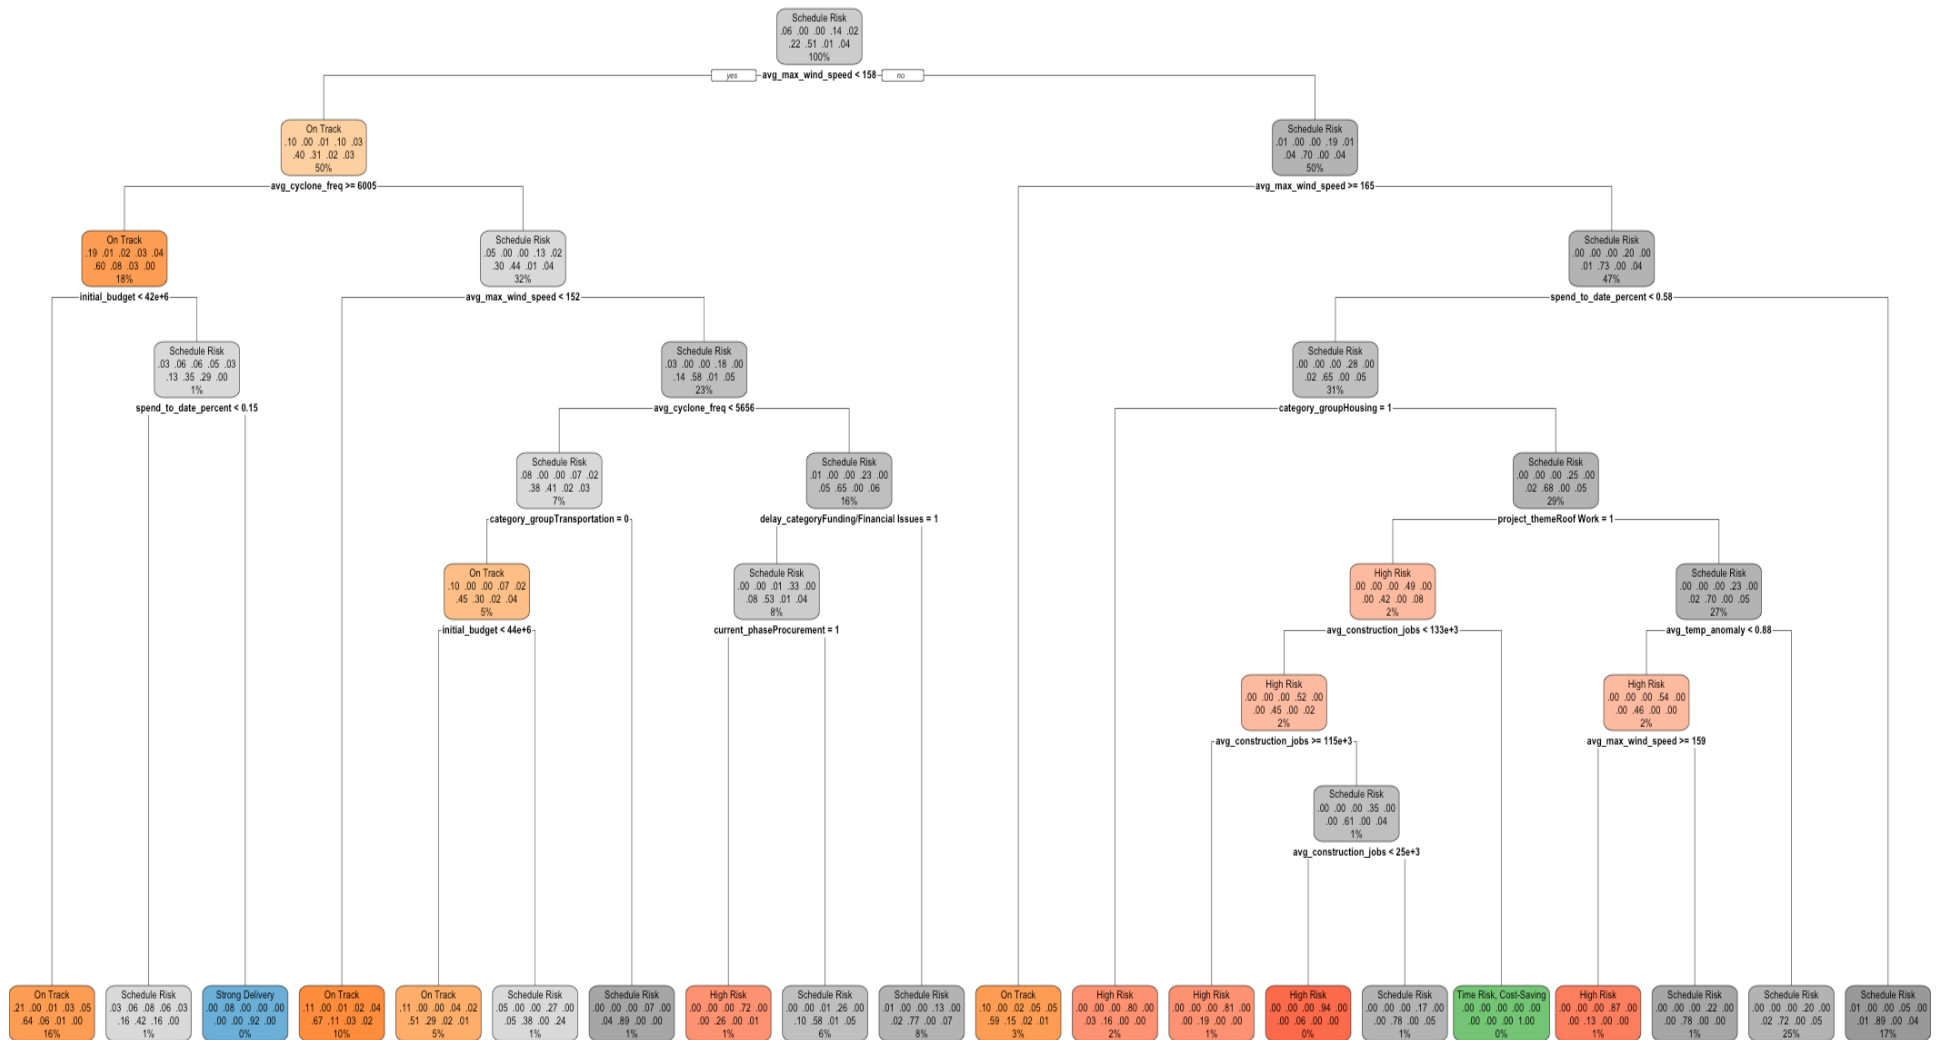 Schedule Risk
.06 .00 .00 .14 .02
.22 .51 .01 .04
100%
yes avg_max_wind_speed < 158 no
On Track
.10 .00 .01 .10 .03
.40 .31 .02 .03
50%
avg_cyclone_freq >= 6005
Schedule Risk
.01 .00 .00 .19 .01
.04 .70 .00 .04
50%
avg_max_wind_speed >= 165
On Track
.19 .01 .02 .03 .04
.60 .08 .03 .00
18%
initial_budget < 42e+6
Schedule Risk
.05 .00 .00 .13 .02
.30 .44 .01 .04
32%
avg_max_wind_speed < 152
Schedule Risk
.00 .00 .00 .20 .00
.01 .73 .00 .04
47%
spend_to_date_percent < 0.58
Schedule Risk
.03 .06 .06 .05 .03
.13 .35 .29 .00
1%
spend_to_date_percent < 0.15
Schedule Risk
.03 .00 .00 .18 .00
.14 .58 .01 .05
23%
avg_cyclone_freq < 5656
Schedule Risk
.00 .00 .00 .28 .00
.02 .65 .00 .05
31%
category_groupHousing = 1
Schedule Risk
.08 .00 .00 .07 .02
.38 .41 .02 .03
7%
category_groupTransportation = 0
Schedule Risk
.01 .00 .00 .23 .00
.05 .65 .00 .06
16%
delay_categoryFunding/Financial Issues = 1
Schedule Risk
.00 .00 .00 .25 .00
.02 .68 .00 .05
29%
project_themeRoof Work = 1
On Track
.10 .00 .00 .07 .02
.45 .30 .02 .04
5%
initial_budget < 44e+6
Schedule Risk
.00 .00 .01 .33 .00
.08 .53 .01 .04
8%
current_phaseProcurement = 1
High Risk
.00 .00 .00 .49 .00
.00 .42 .00 .08
2%
avg_construction_jobs < 133e+3
Schedule Risk
.00 .00 .00 .23 .00
.02 .70 .00 .05
27%
avg_temp_anomaly < 0.88
High Risk
.00 .00 .00 .52 .00
.00 .45 .00 .02
2%
avg_construction_jobs >= 115e+3
High Risk
.00 .00 .00 .54 .00
.00 .46 .00 .00
2%
avg_max_wind_speed >= 159
Schedule Risk
.00 .00 .00 .35 .00
.00 .61 .00 .04
1%
avg_construction_jobs < 25e+3
On Track
.21 .00 .01 .03 .05
.64 .06 .01 .00
16%
Schedule Risk
.03 .06 .08 .06 .03
.16 .42 .16 .00
1%
Strong Delivery
.00 .08 .00 .00 .00
.00 .00 .92 .00
0%
On Track
.11 .00 .01 .02 .04
.67 .11 .03 .02
10%
On Track
.11 .00 .00 .04 .02
.51 .29 .02 .01
5%
Schedule Risk
.05 .00 .00 .27 .00
.05 .38 .00 .24
1%
Schedule Risk
.00 .00 .00 .07 .00
.04 .89 .00 .00
1%
High Risk
.00 .00 .00 .72 .00
.00 .26 .00 .01
1%
Schedule Risk
.00 .00 .01 .26 .00
.10 .58 .01 .05
6%
Schedule Risk
.01 .00 .00 .13 .00
.02 .77 .00 .07
8%
On Track
.10 .00 .02 .05 .05
.59 .15 .02 .01
3%
High Risk
.00 .00 .00 .80 .00
.03 .16 .00 .00
2%
High Risk
.00 .00 .00 .81 .00
.00 .19 .00 .00
1%
High Risk
.00 .00 .00 .94 .00
.00 .06 .00 .00
0%
Schedule Risk
.00 .00 .00 .17 .00
.00 .78 .00 .05
1%
Time Risk, Cost-Saving
.00 .00 .00 .00 .00
.00 .00 .00 1.00
0%
High Risk
.00 .00 .00 .87 .00
.00 .13 .00 .00
1%
Schedule Risk
.00 .00 .00 .22 .00
.00 .78 .00 .00
1%
Schedule Risk
.00 .00 .00 .20 .00
.02 .72 .00 .05
25%
Schedule Risk
.01 .00 .00 .05 .00
.01 .89 .00 .04
17%